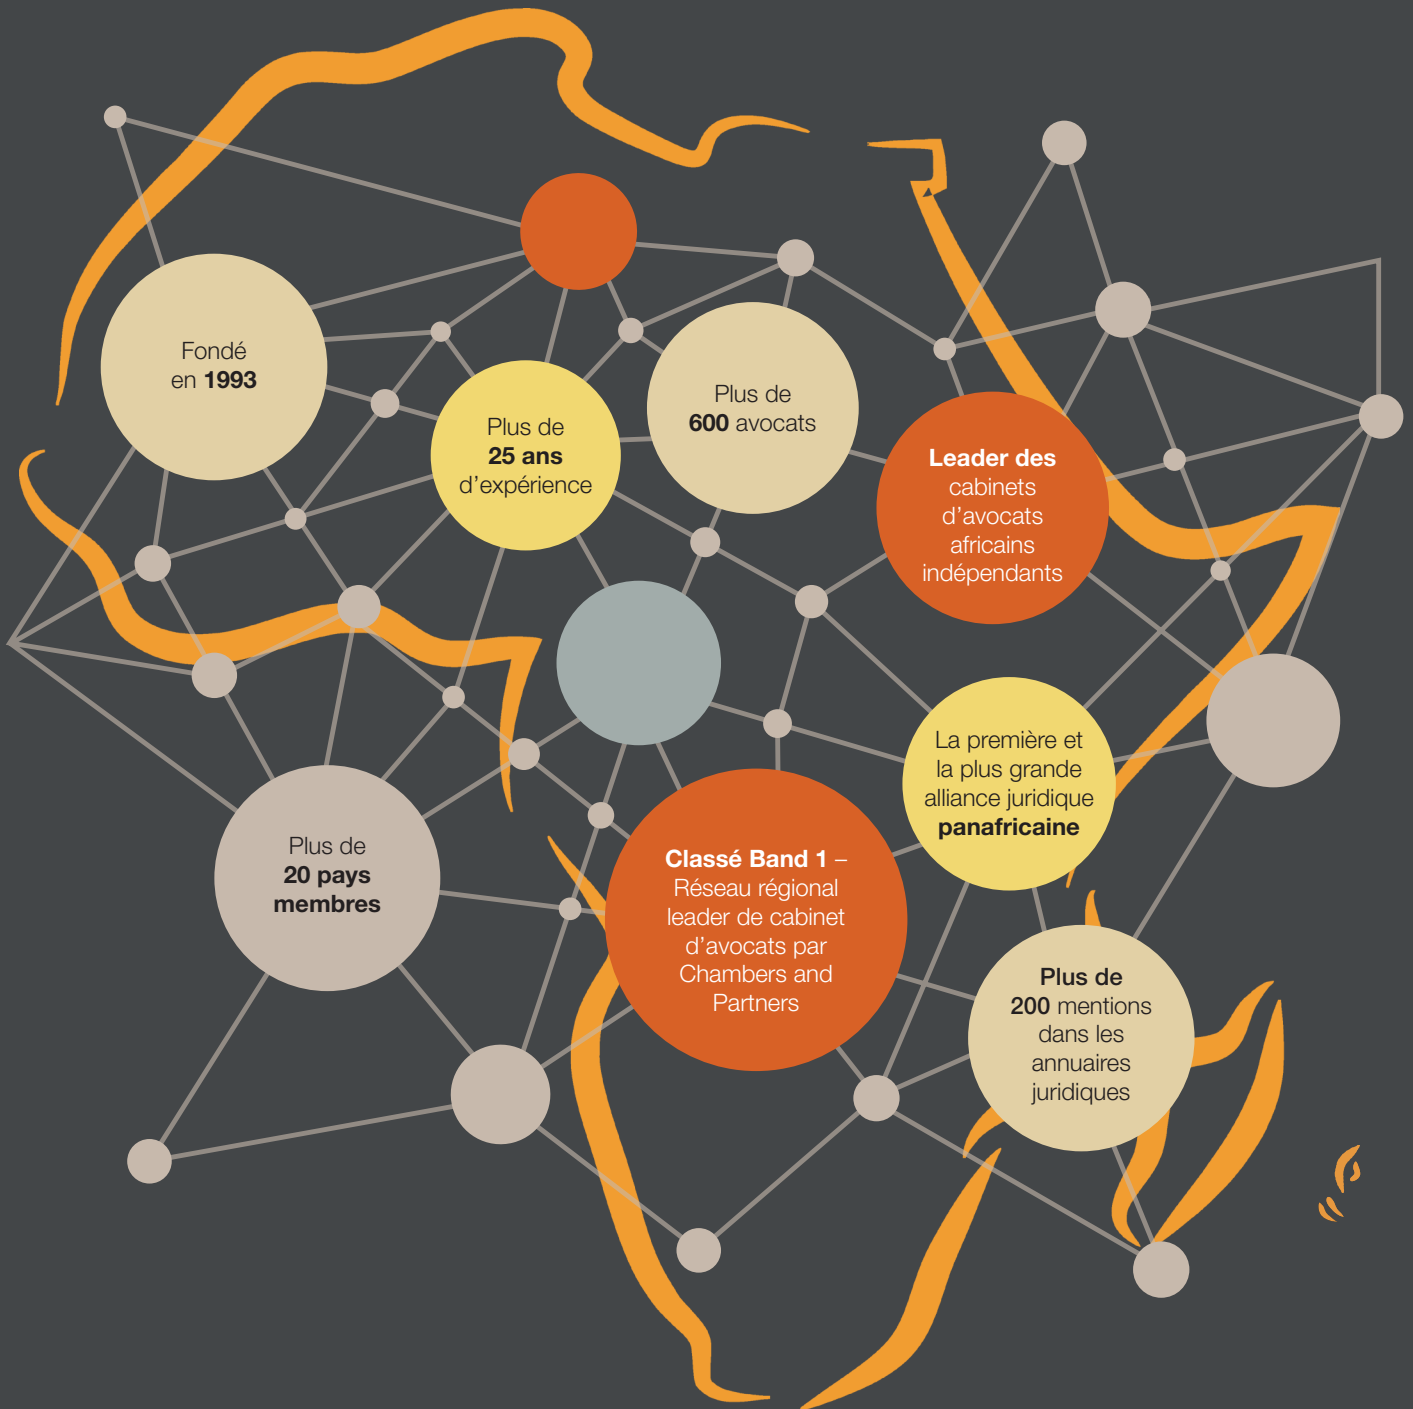 Fondé
en 1993
Plus de
25 ans
d'expérience
Plus de
600 avocats
Leader des
cabinets
d'avocats
africains
indépendants
La première et
la plus grande
alliance juridique
panafricaine
Plus de
20 pays
membres
Classé Band 1 –
Réseau régional
leader de cabinet
d'avocats par
Chambers and
Partners
Plus de
200 mentions
dans les
annuaires
juridiques